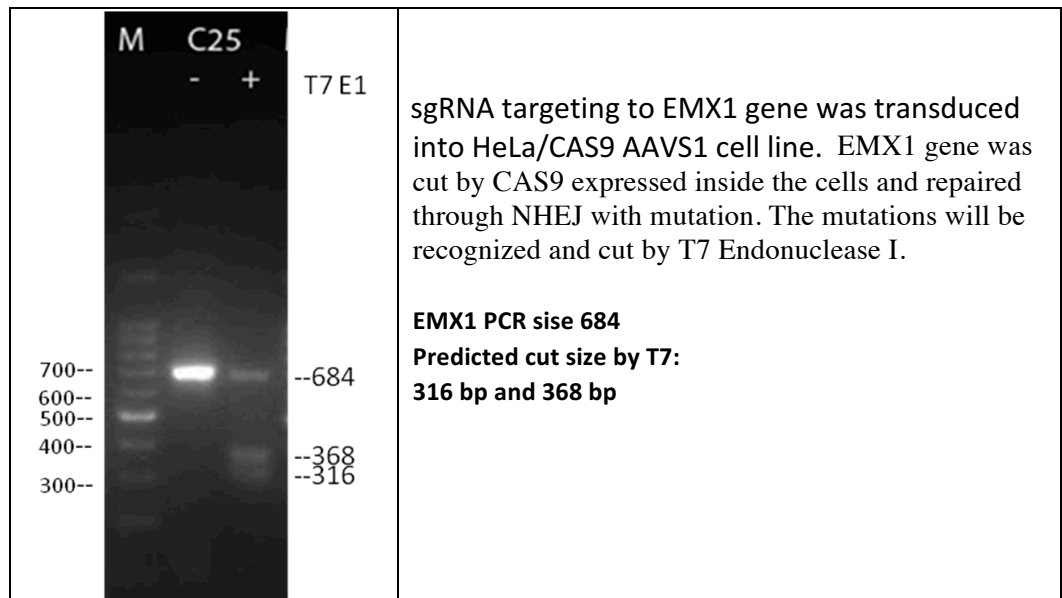 M C25
- + T7 E1
700--
600--
500--
400--
300--
--684
--368
--316
sgRNA targeting to EMX1 gene was transduced
into HeLa/CAS9 AAVS1 cell line. EMX1 gene was
cut by CAS9 expressed inside the cells and repaired
through NHEJ with mutation. The mutations will be
recognized and cut by T7 Endonuclease I.
EMX1 PCR sise 684
Predicted cut size by T7:
316 bp and 368 bp